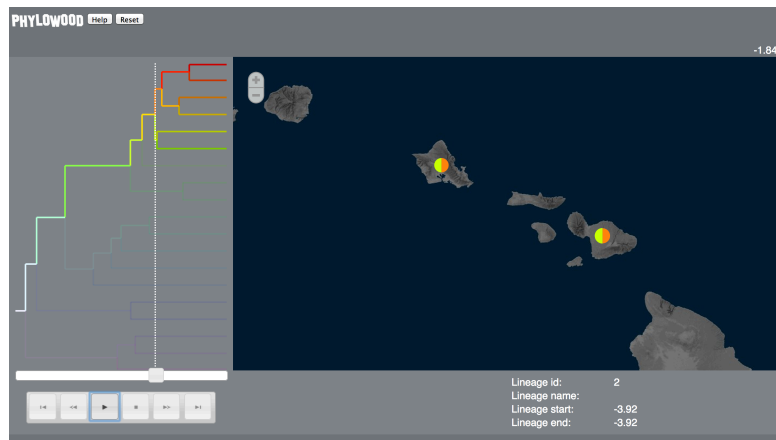 PHYLOWOOD Help Reset
-1.84
Lineage id: 2
Lineage name:
Lineage start: -3.92
Lineage end: -3.92